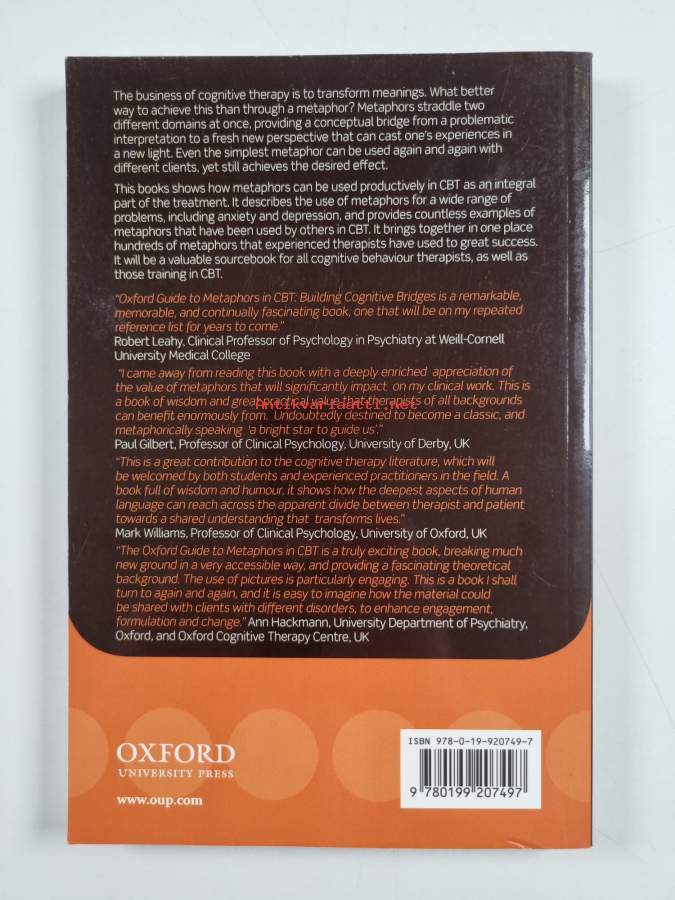 The business of cognitive therapy is to transform meanings. What better
way to achieve this than through a metaphor? Metaphors straddle two
different domains at once, providing a conceptual bridge from a problematic
interpretation to a fresh new perspective that can cast one's experiences in
a new light. Even the simplest metaphor can be used again and again with
different clients, yet still achieves the desired effect.
This books shows how metaphors can be used productively in CBT as an integral
part of the treatment. It describes the use of metaphors for a wide range of
problems, including anxiety and depression, and provides countless examples of
metaphors that have been used by others in CBT. It brings together in one place
hundreds of metaphors that experienced therapists have used to great success.
It will be a valuable sourcebook for all cognitive behaviour therapists, as well as
those training in CBT.
"Oxford Guide to Metaphors in CBT: Building Cognitive Bridges is a remarkable,
memorable, and continually fascinating book, one that will be on my repeated
reference list for years to come."
Robert Leahy, Clinical Professor of Psychology in Psychiatry at Weill-Cornell
University Medical College
"I came away from reading this book with a deeply enriched appreciation of
the value of metaphors that will significantly impact on my clinical work. This is
a book of wisdom and great practical value that therapists of all backgrounds
Antikvariaatti.net
can benefit enormously from. Undoubtedly destined to become a classic, and
metaphorically speaking 'a bright star to guide us'."
Paul Gilbert, Professor of Clinical Psychology, University of Derby, UK
"This is a great contribution to the cognitive therapy literature, which will
be welcomed by both students and experienced practitioners in the field. A
book full of wisdom and humour, it shows how the deepest aspects of human
language can reach across the apparent divide between therapist and patient
towards a shared understanding that transforms lives."
Mark Williams, Professor of Clinical Psychology, University of Oxford, UK
"The Oxford Guide to Metaphors in CBT is a truly exciting book, breaking much
new ground in a very accessible way, and providing a fascinating theoretical
background. The use of pictures is particularly engaging. This is a book I shall
turn to again and again, and it is easy to imagine how the material could
be shared with clients with different disorders, to enhance engagement,
formulation and change." Ann Hackmann, University Department of Psychiatry,
Oxford, and Oxford Cognitive Therapy Centre, UK
OXFORD
UNIVERSITY PRESS
www.oup.com
ISBN 978-0-19-920749-7
9 780199 207497